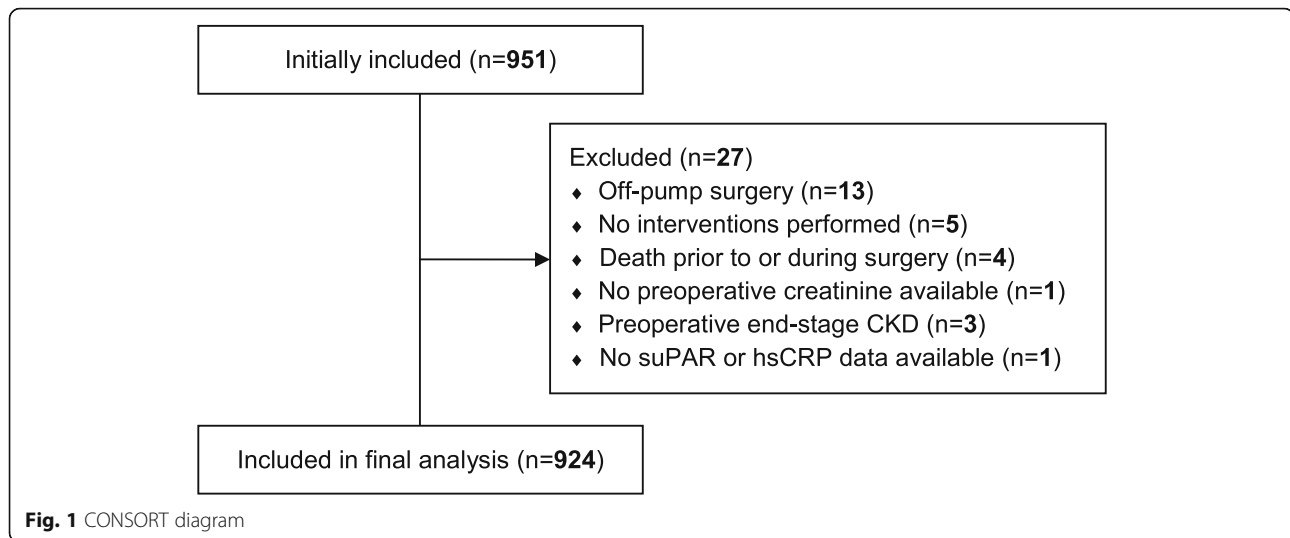 Initially included (n=951)
Excluded (n=27)
♦ Off-pump surgery (n=13)
♦ No interventions performed (n=5)
♦ Death prior to or during surgery (n=4)
♦ No preoperative creatinine available (n=1)
♦ Preoperative end-stage CKD (n=3)
♦ No suPAR or hsCRP data available (n=1)
Included in final analysis (n=924)
Fig. 1 CONSORT diagram